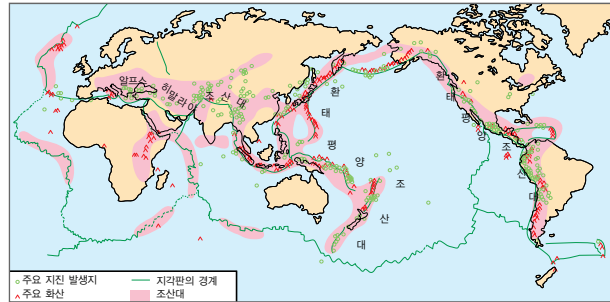 알프스 히말라야 조산대
환태평양 조산대
환태평양 조산대
주요 지진 발생지
지각판의 경계
주요 화산
조산대